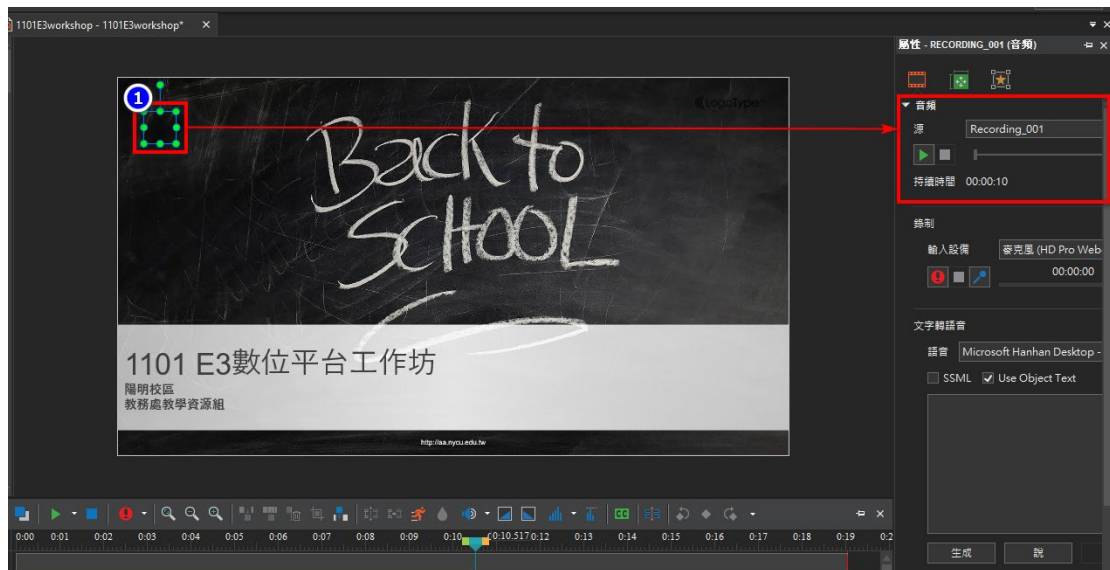 1101E3workshop - 1101E3workshop*
屬性 - RECORDING_001 (音頻)
1
((LogoType
Back to
SCHOOL
1101 E3數位平台工作坊
陽明校區
教務處教學資源組
http://aa.nycu.edu.tw
音頻
源 Recording_001
持續時間 00:00:10
錄制
輸入設備 麥克風 (HD Pro Web
00:00:00
文字轉語音
語音 Microsoft Hanhan Desktop -
SSML Use Object Text
生成 說
CC
0:00 0:01 0:02 0:03 0:04 0:05 0:06 0:07 0:08 0:09 0:10 0:10.517 0:12 0:13 0:14 0:15 0:16 0:17 0:18 0:19 0:2